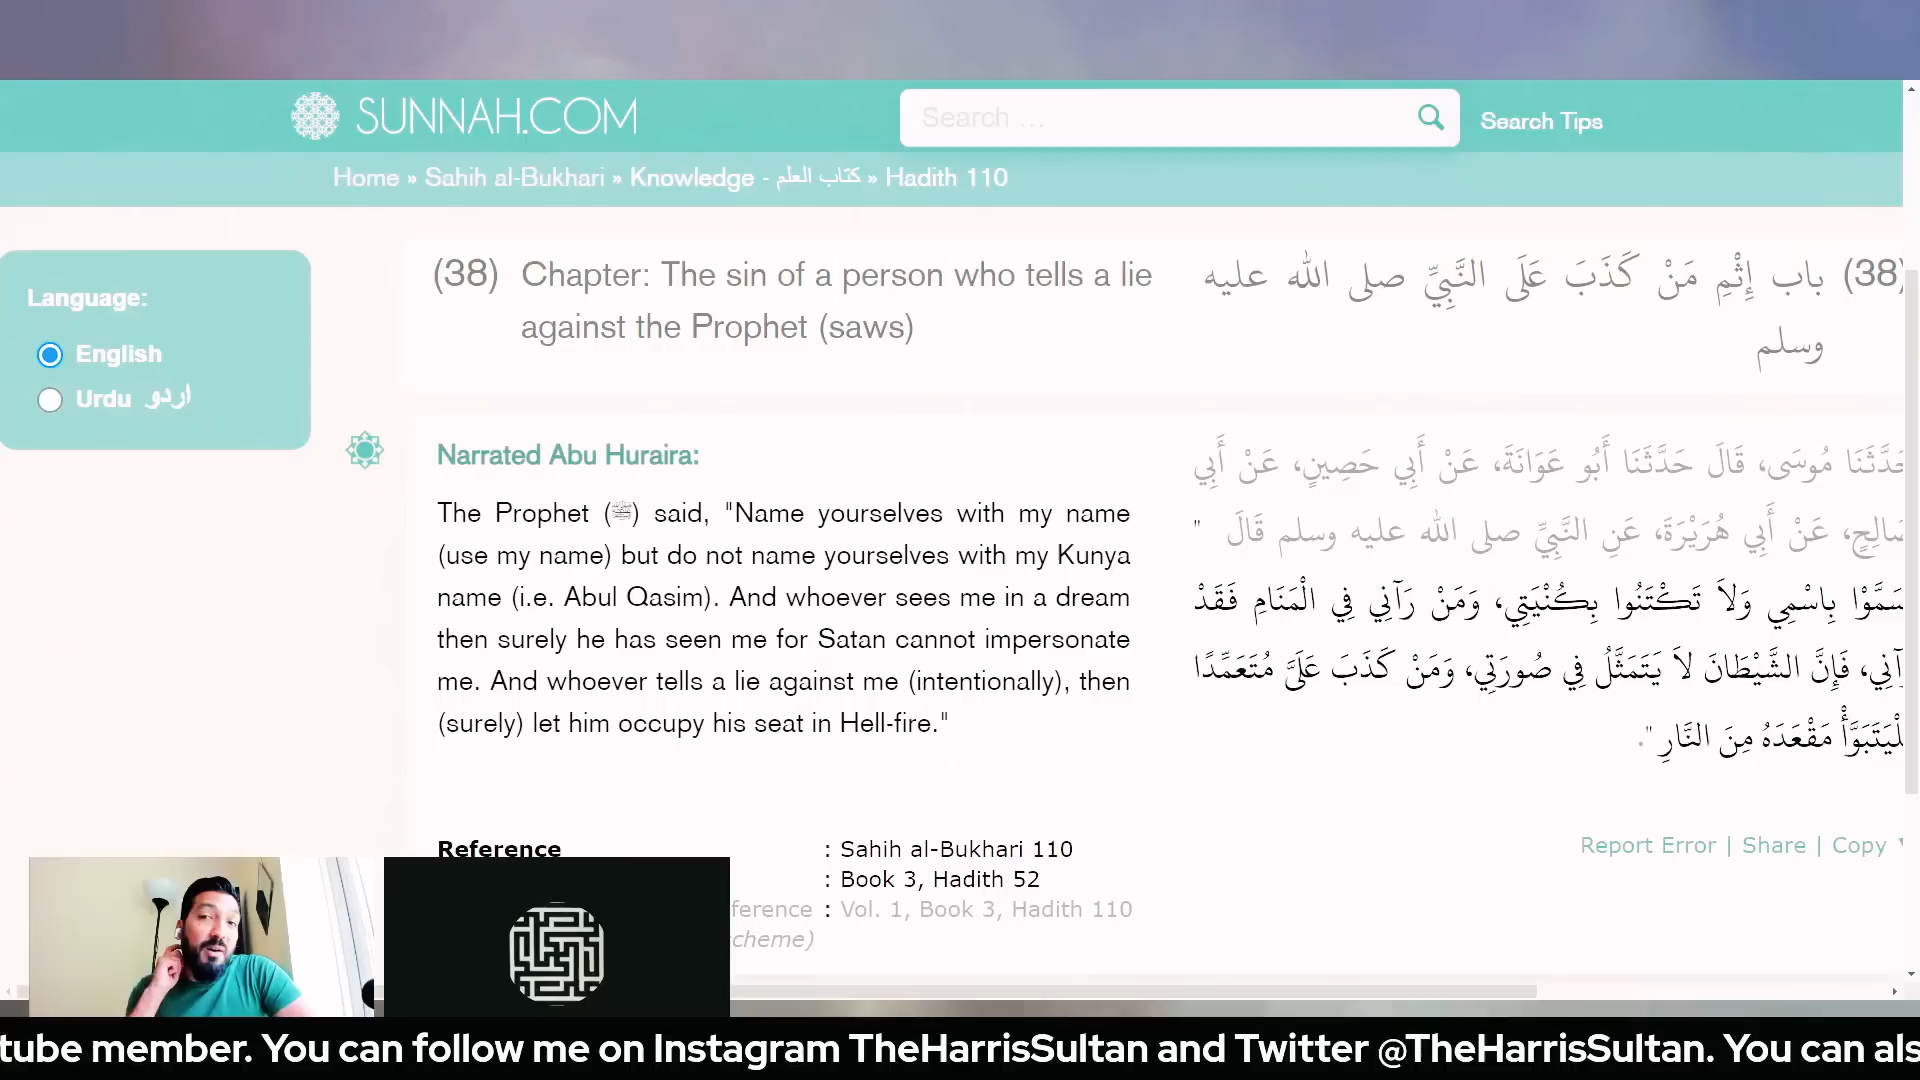 SUNNAH.COM
Search ...
Search Tips
Home » Sahih al-Bukhari » Knowledge - كتاب العلم » Hadith 110
Language:
English
Urdu اردو
(38) Chapter: The sin of a person who tells a lie
against the Prophet (saws)
(38) باب إِثْمِ مَنْ كَذَبَ عَلَى النَّبِيِّ صلى الله عليه
وسلم
Narrated Abu Huraira:
The Prophet (ﷺ) said, "Name yourselves with my name
(use my name) but do not name yourselves with my Kunya
name (i.e. Abul Qasim). And whoever sees me in a dream
then surely he has seen me for Satan cannot impersonate
me. And whoever tells a lie against me (intentionally), then
(surely) let him occupy his seat in Hell-fire."
مُوسَى، قَالَ حَدَّثَنَا أَبُو عَوَانَةَ، عَنْ أَبِي حَصِينٍ، عَنْ أَبِي
عَنْ أَبِي هُرَيْرَةَ، عَنِ النَّبِيِّ صلى الله عليه وسلم قَالَ ‏"‏
بِاسْمِي وَلاَ تَكْتَنُوا بِكُنْيَتِي، وَمَنْ رَآنِي فِي الْمَنَامِ فَقَدْ
فَإِنَّ الشَّيْطَانَ لاَ يَتَمَثَّلُ فِي صُورَتِي، وَمَنْ كَذَبَ عَلَىَّ مُتَعَمِّدًا
مَقْعَدَهُ مِنَ النَّارِ ‏"‏‏.‏
Reference : Sahih al-Bukhari 110
: Book 3, Hadith 52
ference : Vol. 1, Book 3, Hadith 110
scheme)
Report Error | Share | Copy
tube member. You can follow me on Instagram TheHarrisSultan and Twitter @TheHarrisSultan. You can als